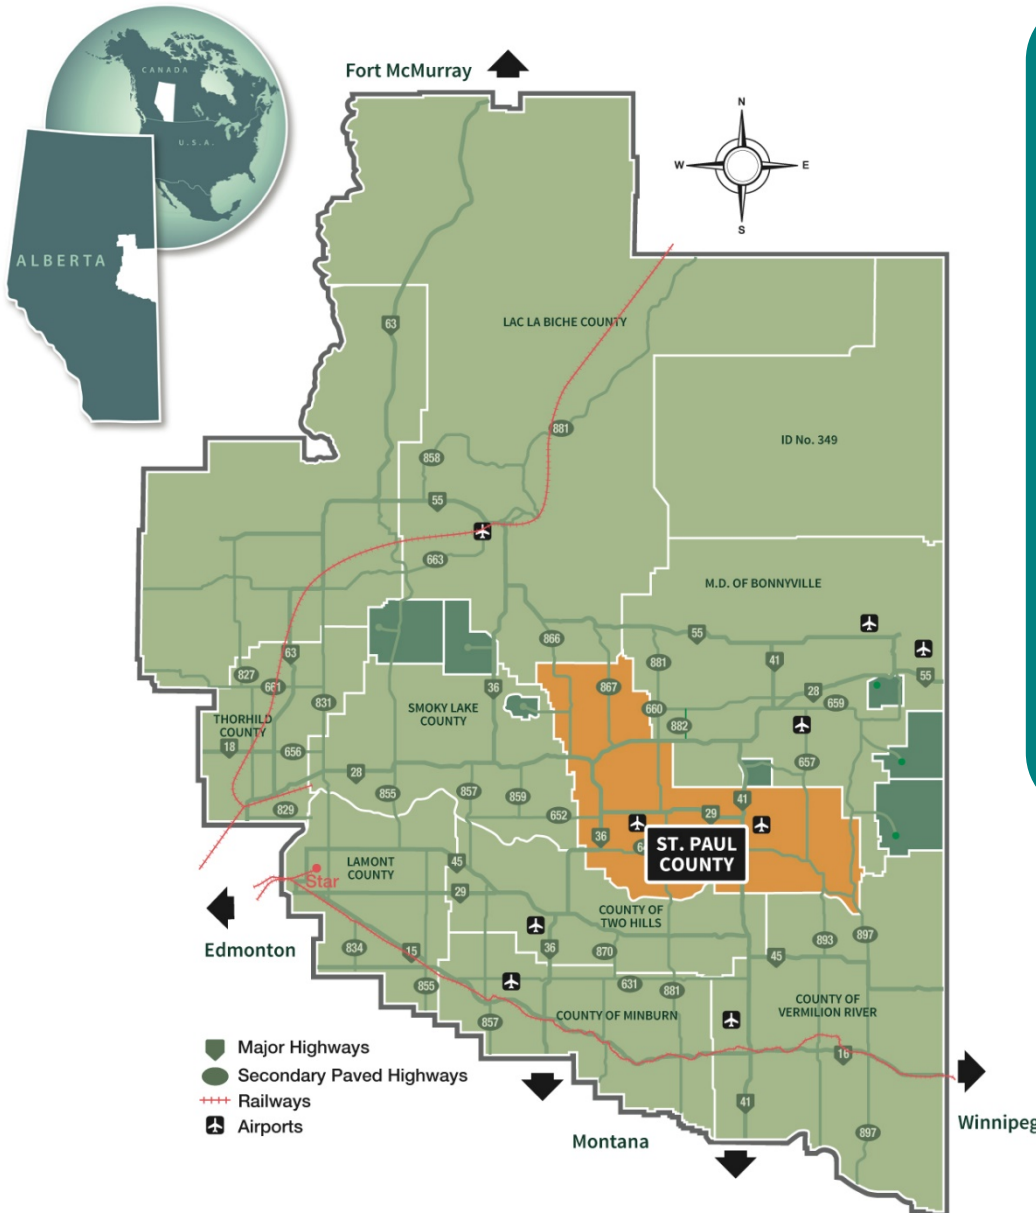 Fort McMurray
CANADA
U.S.A.
ALBERTA
N
W
E
S
63
LAC LA BICHE COUNTY
881
ID No. 349
858
55
663
M.D. OF BONNYVILLE
866
55
881
41
63
827
661
831
36
867
28
55
659
660
882
SMOKY LAKE
COUNTY
THORHILD
COUNTY
18
656
657
28
855
857
859
41
829
652
29
36
ST. PAUL
COUNTY
45
LAMONT
COUNTY
Star
29
COUNTY OF
TWO HILLS
Edmonton
834
15
36
870
893
897
45
855
631
881
857
COUNTY OF MINBURN
COUNTY OF
VERMILION RIVER
16
Major Highways
Secondary Paved Highways
Railways
Airports
41
Winnipeg
897
Montana